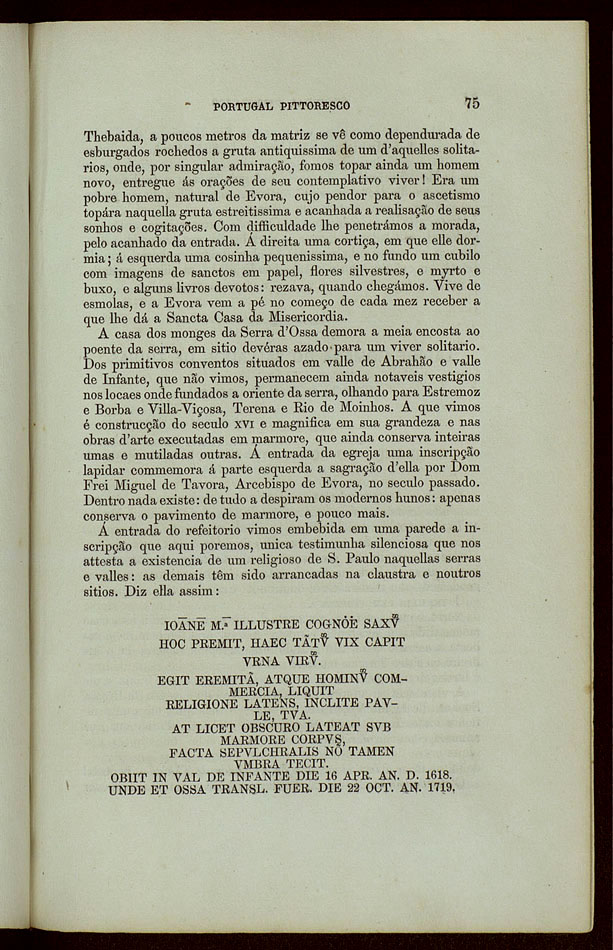 PORTUGAL PITTORESCO 75
Thebaida, a poucos metros da matriz se vê como dependurada de
esburgados rochedos a gruta antiquissima de um d'aquelles solita-
rios, onde, por singular admiração, fomos topar ainda um homem
novo, entregue ás orações de seu contemplativo viver! Era um
pobre homem, natural de Evora, cujo pendor para o ascetismo
topára naquella gruta estreitissima e acanhada a realisação de seus
sonhos e cogitações. Com difficuldade lhe penetrámos a morada,
pelo acanhado da entrada. Á direita uma cortiça, em que elle dor-
mia; á esquerda uma cosinha pequenissima, e no fundo um cubilo
com imagens de sanctos em papel, flores silvestres, e myrto e
buxo, e alguns livros devotos: rezava, quando chegámos. Vive de
esmolas, e a Evora vem a pé no começo de cada mez receber a
que lhe dá a Sancta Casa da Misericordia.
A casa dos monges da Serra d'Ossa demora a meia encosta ao
poente da serra, em sitio devéras azado para um viver solitario.
Dos primitivos conventos situados em valle de Abrahão e valle
de Infante, que não vimos, permanecem ainda notaveis vestigios
nos locaes onde fundados a oriente da serra, olhando para Estremoz
e Borba e Villa-Viçosa, Terena e Rio de Moinhos. A que vimos
é construcção do seculo XVI e magnifica em sua grandeza e nas
obras d'arte executadas em marmore, que ainda conserva inteiras
umas e mutiladas outras. Á entrada da egreja uma inscripção
lapidar commemora á parte esquerda a sagração d'ella por Dom
Frei Miguel de Tavora, Arcebispo de Evora, no seculo passado.
Dentro nada existe: de tudo a despiram os modernos hunos: apenas
conserva o pavimento de marmore, e pouco mais.
Á entrada do refeitorio vimos embebida em uma parede a in-
scripção que aqui poremos, unica testimunha silenciosa que nos
attesta a existencia de um religioso de S. Paulo naquellas serras
e valles: as demais têm sido arrancadas na claustra e noutros
sitios. Diz ella assim:
IOĀNĒ M.ª ILLUSTRE COGNÖE SAXV̄
HOC PREMIT, HAEC TÃTV̄ VIX CAPIT
VRNA VIRV̄.
EGIT EREMITÃ, ATQUE HOMINV̄ COM-
MERCIA, LIQUIT
RELIGIONE LATENS, INCLITE PAV-
LE, TVA.
AT LICET OBSCURO LATEAT SVB
MARMORE CORPVS,
FACTA SEPVLCHRALIS NÕ TAMEN
VMBRA TECIT.
OBIIT IN VAL DE INFANTE DIE 16 APR. AN. D. 1618.
UNDE ET OSSA TRANSL. FUER. DIE 22 OCT. AN. 1719.